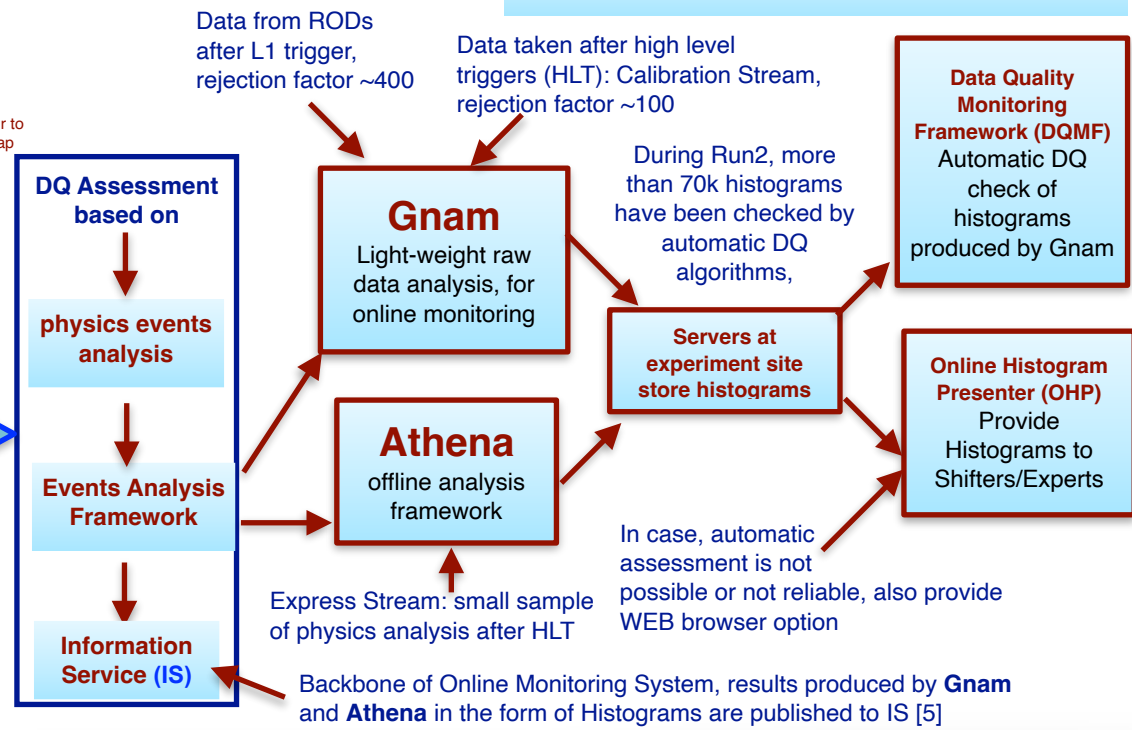 Data from RODs
after L1 trigger,
rejection factor ~400
Data taken after high level
triggers (HLT): Calibration Stream,
rejection factor ~100
r to
ap
DQ Assessment
based on
physics events
analysis
Events Analysis
Framework
Information
Service (IS)
Gnam
Light-weight raw
data analysis, for
online monitoring
Athena
offline analysis
framework
Express Stream: small sample
of physics analysis after HLT
During Run2, more
than 70k histograms
have been checked by
automatic DQ
algorithms,
Servers at
experiment site
store histograms
Data Quality
Monitoring
Framework (DQMF)
Automatic DQ
check of
histograms
produced by Gnam
Online Histogram
Presenter (OHP)
Provide
Histograms to
Shifters/Experts
In case, automatic
assessment is not
possible or not reliable, also provide
WEB browser option
Backbone of Online Monitoring System, results produced by Gnam
and Athena in the form of Histograms are published to IS [5]